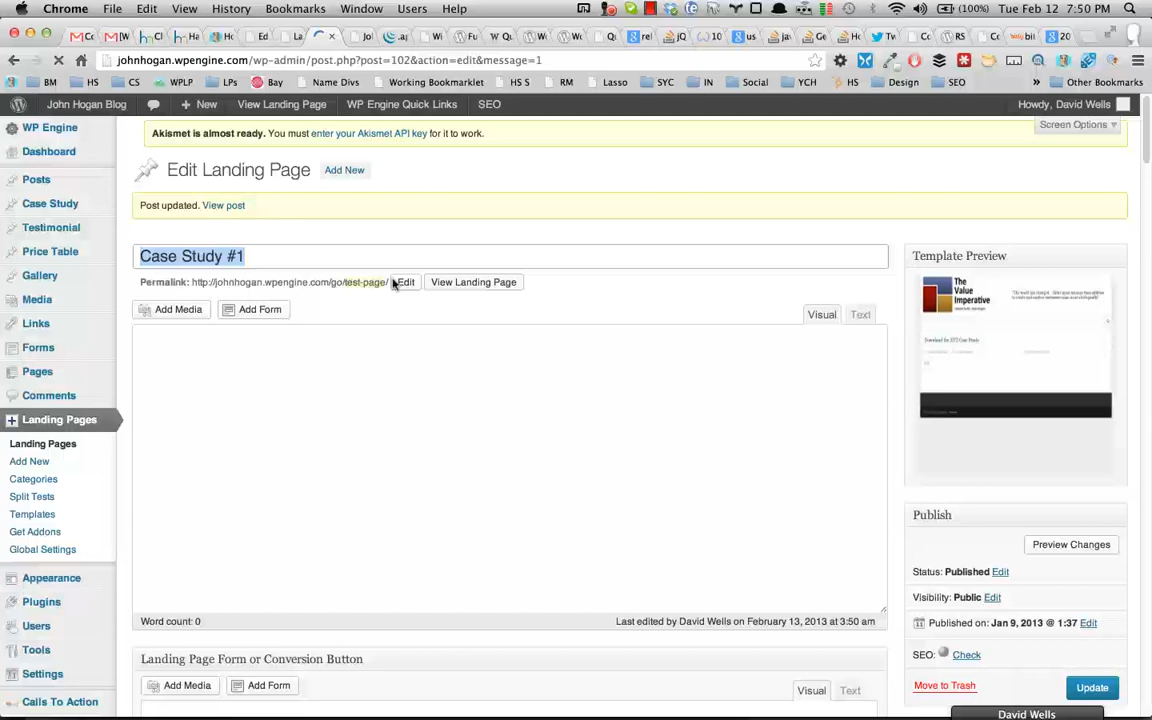 Chrome File Edit View History Bookmarks Window Users Help (100%) Tue Feb 12 7:50 PM
johnhogan.wpengine.com/wp-admin/post.php?post=102&action=edit&message=1
BM HS CS WPLP LPs Bay Name Divs Working Bookmarklet HS S RM Lasso SYC IN Social YCH HS Design SEO » Other Bookmarks
John Hogan Blog + New View Landing Page WP Engine Quick Links SEO Howdy, David Wells
WP Engine
Dashboard
Posts
Case Study
Testimonial
Price Table
Gallery
Media
Links
Forms
Pages
Comments
Landing Pages
Landing Pages
Add New
Categories
Split Tests
Templates
Get Addons
Global Settings
Appearance
Plugins
Users
Tools
Settings
Calls To Action
Screen Options
Akismet is almost ready. You must enter your Akismet API key for it to work.
Edit Landing Page Add New
Post updated. View post
Case Study #1
Permalink: http://johnhogan.wpengine.com/go/test-page/ Edit View Landing Page
Add Media Add Form
Visual Text
Word count: 0 Last edited by David Wells on February 13, 2013 at 3:50 am
Landing Page Form or Conversion Button
Add Media Add Form
Visual Text
Template Preview
The
Value
Imperative
Download the XYZ Case Study
Publish
Preview Changes
Status: Published Edit
Visibility: Public Edit
Published on: Jan 9, 2013 @ 1:37 Edit
SEO: Check
Move to Trash Update
David Wells